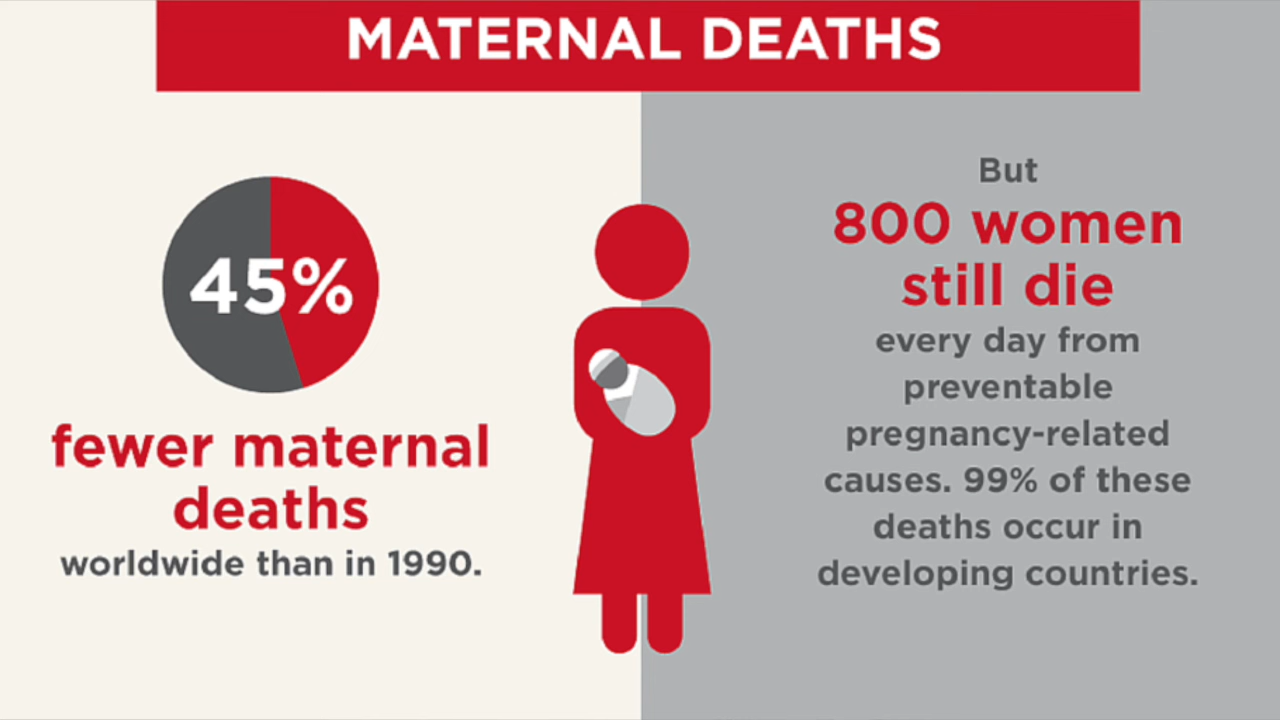 MATERNAL DEATHS
45%
fewer maternal
deaths
worldwide than in 1990.
But
800 women
still die
every day from
preventable
pregnancy-related
causes. 99% of these
deaths occur in
developing countries.